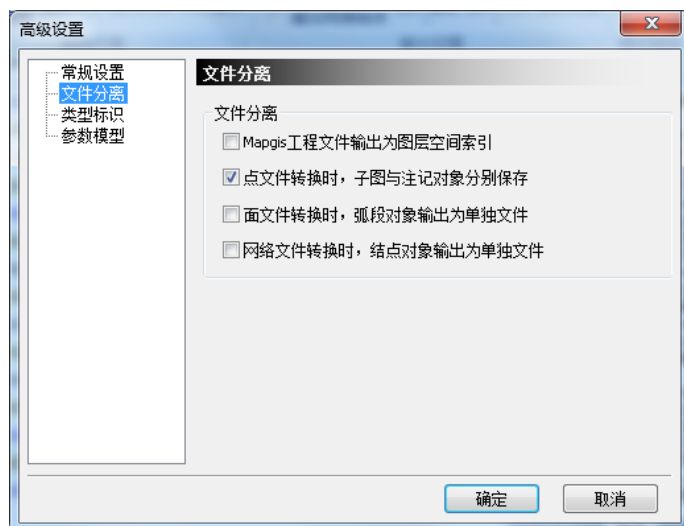 高级设置
常规设置
文件分离
类型标识
参数模型
文件分离
文件分离
Mapgis工程文件输出为图层空间索引
点文件转换时，子图与注记对象分别保存
面文件转换时，弧段对象输出为单独文件
网络文件转换时，结点对象输出为单独文件
确定
取消